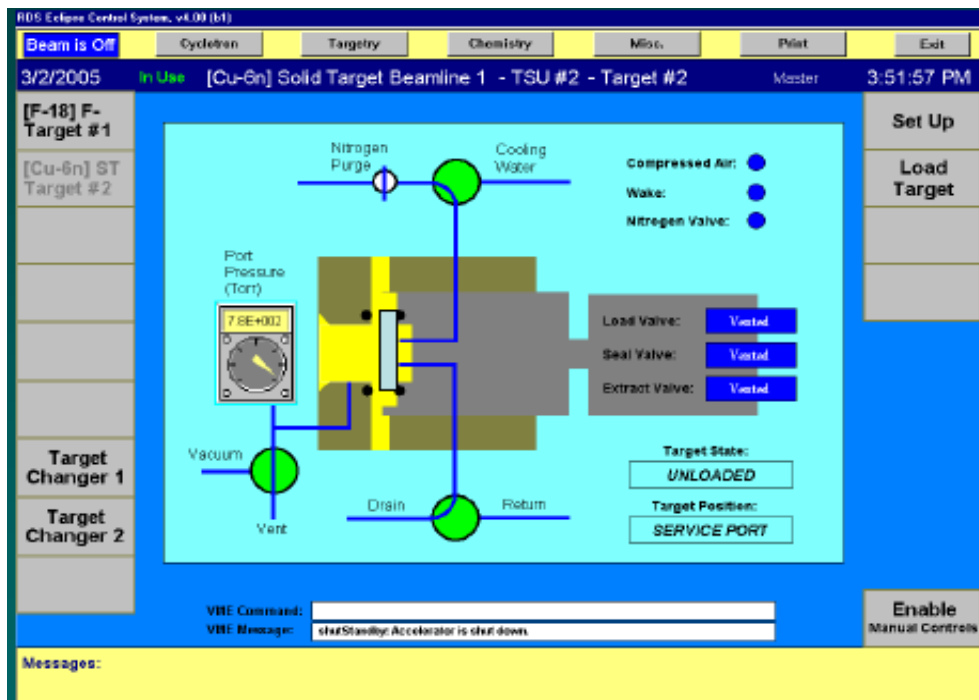 RDS Eclipse Control System, v4.00 (b1)
Beam is Off Cyclotron Targetry Chemistry Misc. Print Exit
3/2/2005 In Use [Cu-6n] Solid Target Beamline 1 - TSU #2 - Target #2 Master 3:51:57 PM
[F-18] F-
Target #1
[Cu-6n] ST
Target #2
Target
Changer 1
Target
Changer 2
Nitrogen
Purge
Cooling
Water
Compressed Air:
Wake:
Nitrogen Valve:
Port
Pressure
(Torr)
7.8E+002
Load Valve: Vented
Seal Valve: Vented
Extract Valve: Vented
Vacuum
Vent
Drain
Return
Target State:
UNLOADED
Target Position:
SERVICE PORT
Set Up
Load
Target
Enable
Manual Controls
VME Command:
VME Message: shutStandby: Accelerator is shut down.
Messages: